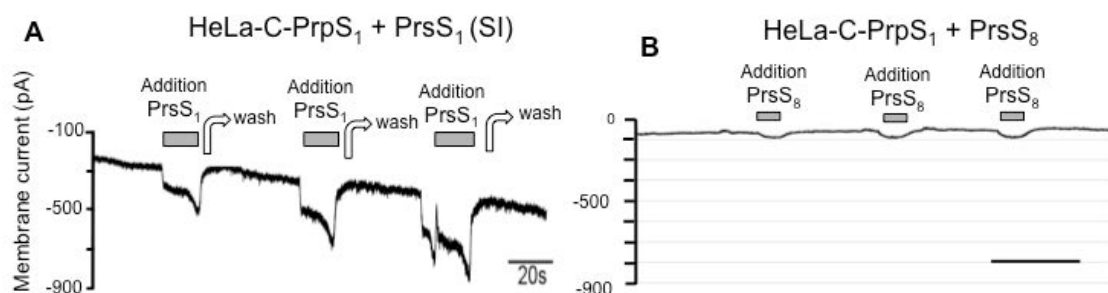 A
HeLa-C-PrpS₁ + PrsS₁ (SI)
Addition
PrsS₁
wash
Addition
PrsS₁
wash
Addition
PrsS₁
wash
Membrane current (pA)
-100
-500
-900
20s
B
HeLa-C-PrpS₁ + PrsS₈
Addition
PrsS₈
Addition
PrsS₈
Addition
PrsS₈
0
-500
-900